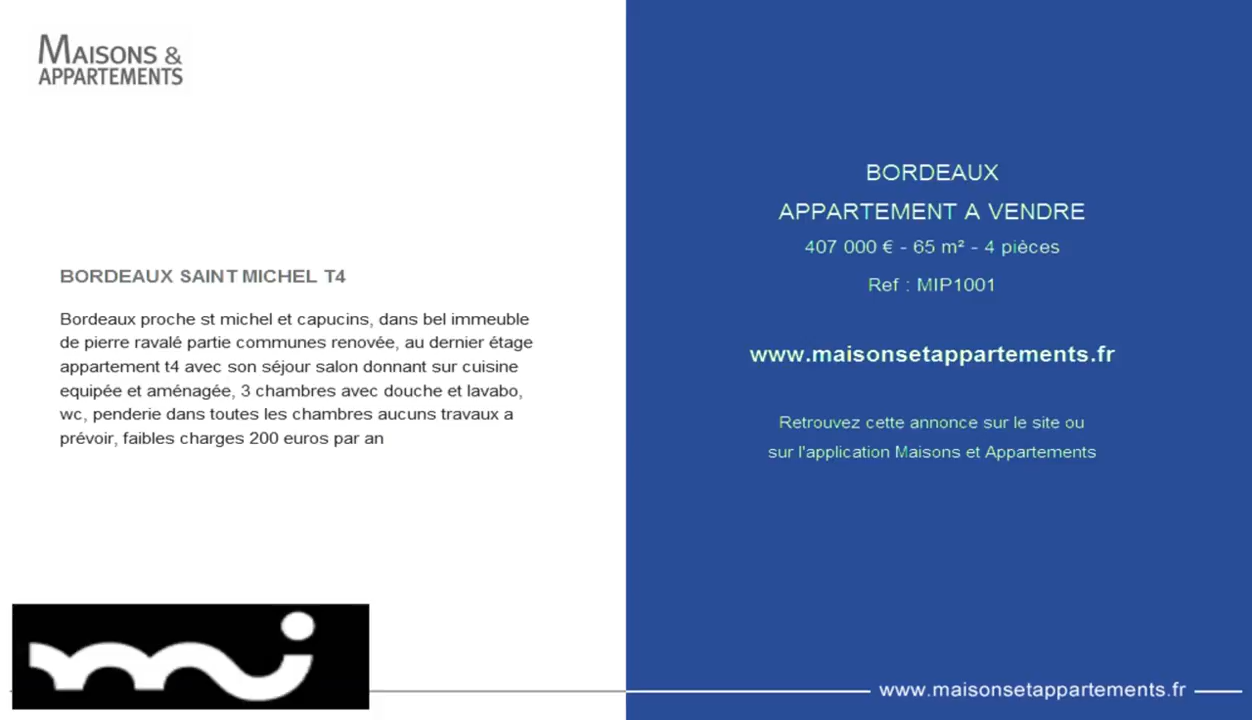 MAISONS &
APPARTEMENTS
BORDEAUX SAINT MICHEL T4
Bordeaux proche st michel et capucins, dans bel immeuble
de pierre ravalé partie communes renovée, au dernier étage
appartement t4 avec son séjour salon donnant sur cuisine
equipée et aménagée, 3 chambres avec douche et lavabo,
wc, penderie dans toutes les chambres aucuns travaux a
prévoir, faibles charges 200 euros par an
mi
BORDEAUX
APPARTEMENT A VENDRE
407 000 € - 65 m² - 4 pièces
Ref : MIP1001
www.maisonsetappartements.fr
Retrouvez cette annonce sur le site ou
sur l'application Maisons et Appartements
www.maisonsetappartements.fr